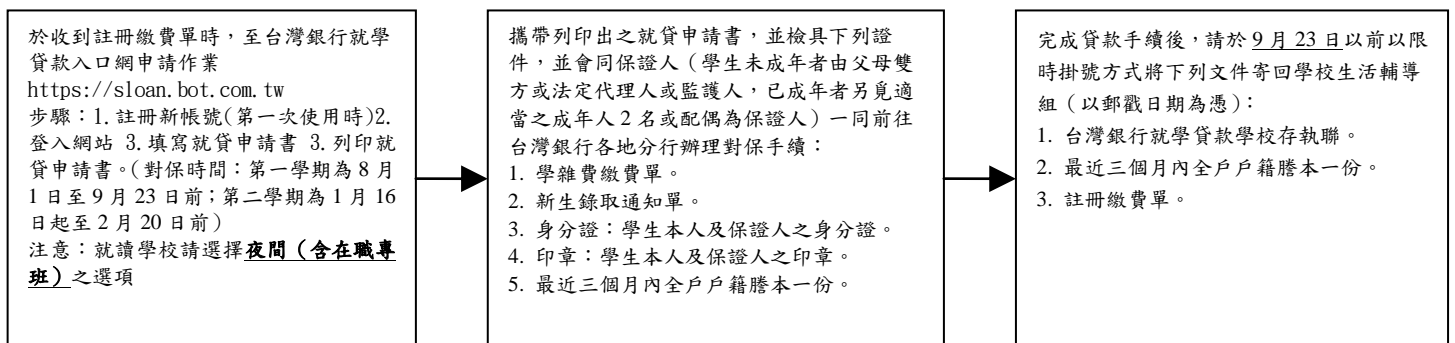 於收到註冊繳費單時，至台灣銀行就學
貸款入口網申請作業
https://sloan.bot.com.tw
步驟：1.註冊新帳號(第一次使用時)2.
登入網站 3.填寫就貸申請書 3.列印就
貸申請書。(對保時間：第一學期為 8 月
1 日至 9 月 23 日前；第二學期為 1 月 16
日起至 2 月 20 日前)
注意：就讀學校請選擇夜間（含在職專
班）之選項
攜帶列印出之就貸申請書，並檢具下列證
件，並會同保證人（學生未成年者由父母雙
方或法定代理人或監護人，已成年者另覓適
當之成年人 2 名或配偶為保證人）一同前往
台灣銀行各地分行辦理對保手續：
1. 學雜費繳費單。
2. 新生錄取通知單。
3. 身分證：學生本人及保證人之身分證。
4. 印章：學生本人及保證人之印章。
5. 最近三個月內全戶戶籍謄本一份。
完成貸款手續後，請於 9 月 23 日以前以限
時掛號方式將下列文件寄回學校生活輔導
組（以郵戳日期為憑）：
1. 台灣銀行就學貸款學校存執聯。
2. 最近三個月內全戶戶籍謄本一份。
3. 註冊繳費單。